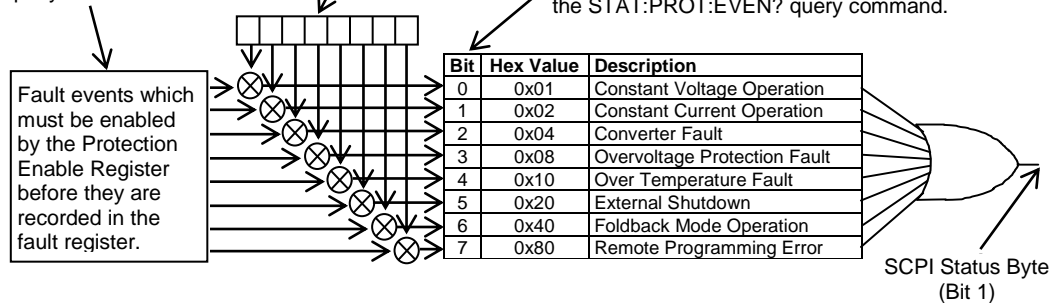 the STAT:PROT:EVEN? query command.
Fault events which
must be enabled
by the Protection
Enable Register
before they are
recorded in the
fault register.
Bit Hex Value Description
0 0x01 Constant Voltage Operation
1 0x02 Constant Current Operation
2 0x04 Converter Fault
3 0x08 Overvoltage Protection Fault
4 0x10 Over Temperature Fault
5 0x20 External Shutdown
6 0x40 Foldback Mode Operation
7 0x80 Remote Programming Error
SCPI Status Byte
(Bit 1)